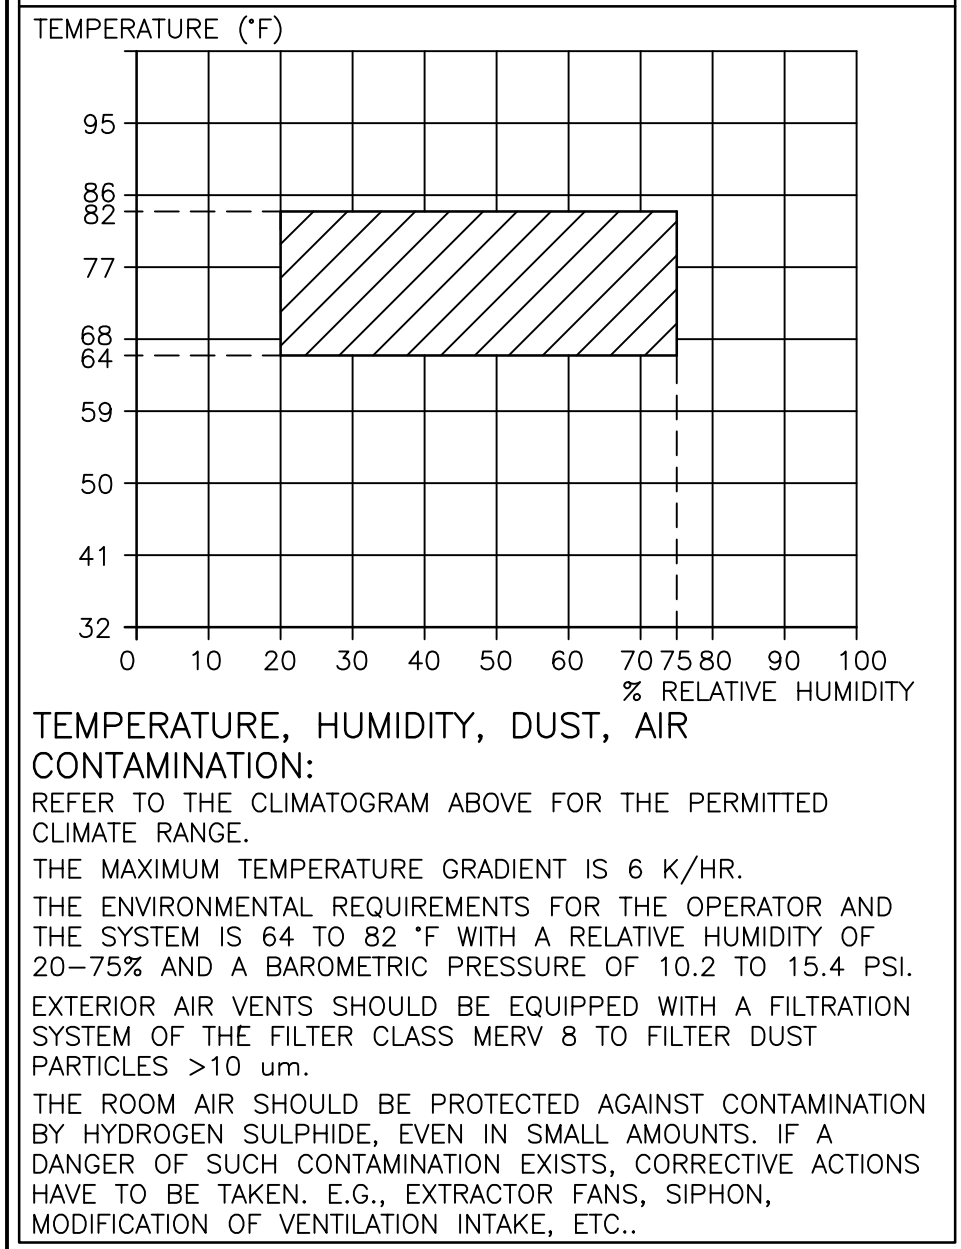 TEMPERATURE (°F)
95
86
82
77
68
64
59
50
41
32
0 10 20 30 40 50 60 70 75 80 90 100
% RELATIVE HUMIDITY
TEMPERATURE, HUMIDITY, DUST, AIR
CONTAMINATION:
REFER TO THE CLIMATOGRAM ABOVE FOR THE PERMITTED
CLIMATE RANGE.
THE MAXIMUM TEMPERATURE GRADIENT IS 6 K/HR.
THE ENVIRONMENTAL REQUIREMENTS FOR THE OPERATOR AND
THE SYSTEM IS 64 TO 82 °F WITH A RELATIVE HUMIDITY OF
20-75% AND A BAROMETRIC PRESSURE OF 10.2 TO 15.4 PSI.
EXTERIOR AIR VENTS SHOULD BE EQUIPPED WITH A FILTRATION
SYSTEM OF THE FILTER CLASS MERV 8 TO FILTER DUST
PARTICLES >10 um.
THE ROOM AIR SHOULD BE PROTECTED AGAINST CONTAMINATION
BY HYDROGEN SULPHIDE, EVEN IN SMALL AMOUNTS. IF A
DANGER OF SUCH CONTAMINATION EXISTS, CORRECTIVE ACTIONS
HAVE TO BE TAKEN. E.G., EXTRACTOR FANS, SIPHON,
MODIFICATION OF VENTILATION INTAKE, ETC..